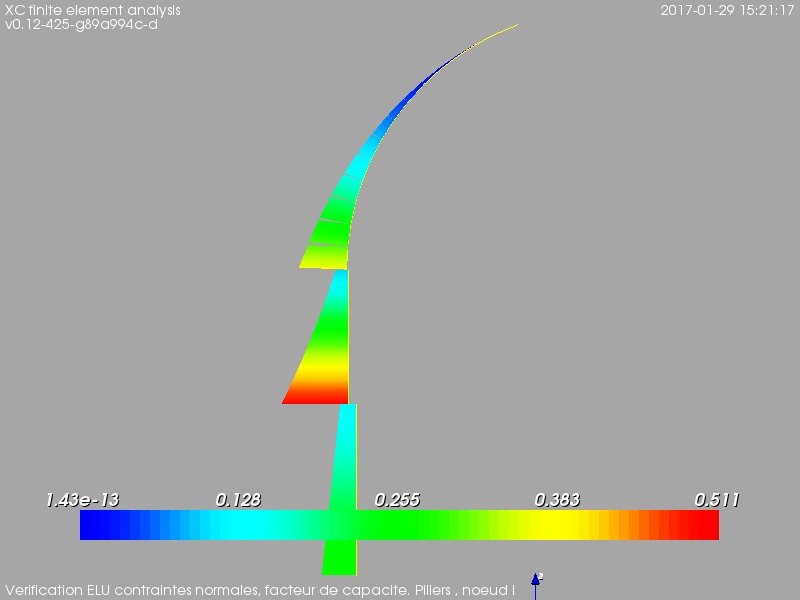 XC finite element analysis
v0.12-425-g89a994c-d
2017-01-29 15:21:17
1.43e-13 0.128 0.255 0.383 0.511
Verification ELU contraintes normales, facteur de capacite. Piliers , noeud I